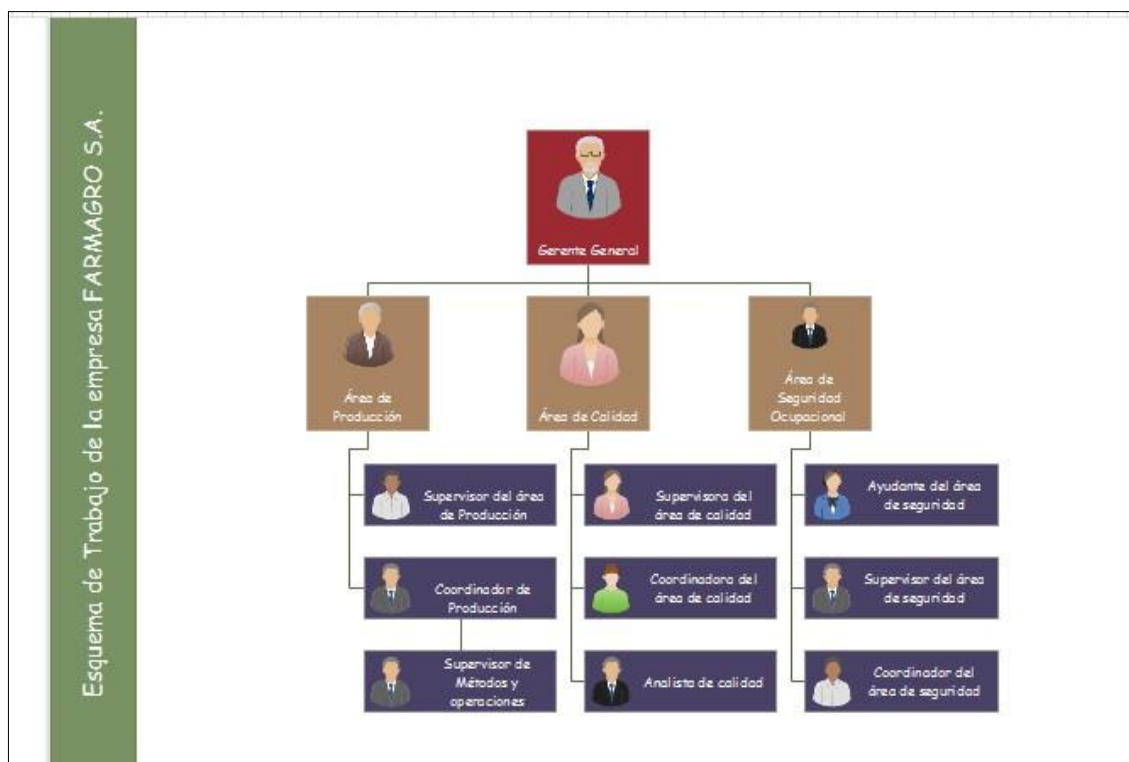 Esquema de Trabajo de la empresa FARMAGRO S.A.
Gerente General
Área de
Producción
Área de Calidad
Área de
Seguridad
Ocupacional
Supervisor del área
de Producción
Coordinador de
Producción
Supervisor de
Métodos y
operaciones
Supervisora del
área de calidad
Coordinadora del
área de calidad
Analista de calidad
Ayudante del área
de seguridad
Supervisor del área
de seguridad
Coordinador del
área de seguridad